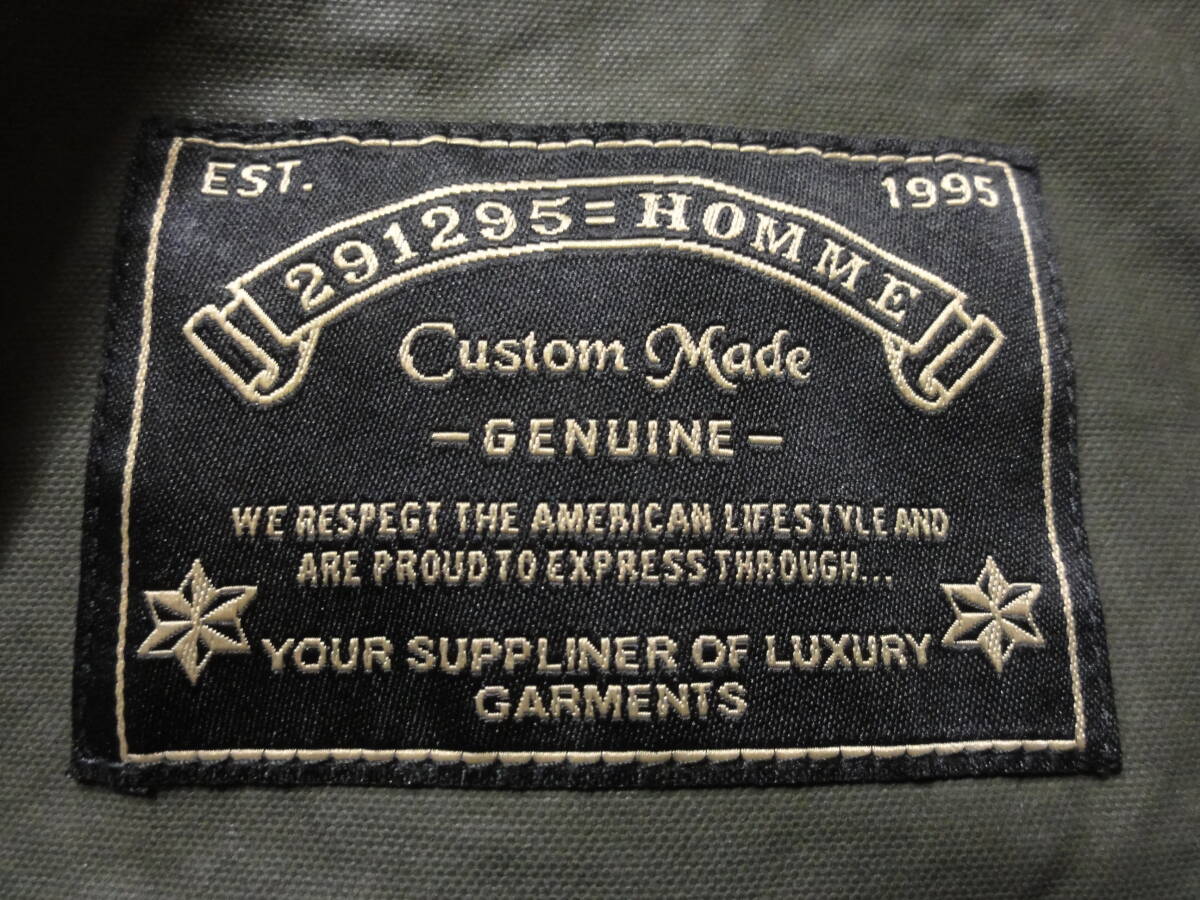 EST. 1995
291295=HOMME
Custom Made
-GENUINE-
WE RESPEGT THE AMERICAN LIFESTYLE AND
ARE PROUD TO EXPRESS THROUGH...
YOUR SUPPLINER OF LUXURY
GARMENTS